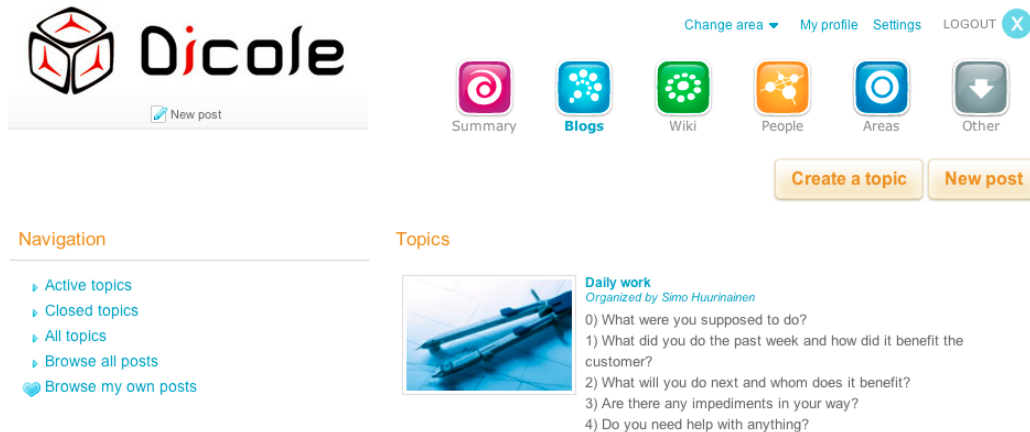 Dicole
Change area
My profile
Settings
LOGOUT
X
New post
Summary
Blogs
Wiki
People
Areas
Other
Create a topic
New post
Navigation
Active topics
Closed topics
All topics
Browse all posts
Browse my own posts
Topics
Daily work
Organized by Simo Huurinainen
0) What were you supposed to do?
1) What did you do the past week and how did it benefit the
customer?
2) What will you do next and whom does it benefit?
3) Are there any impediments in your way?
4) Do you need help with anything?